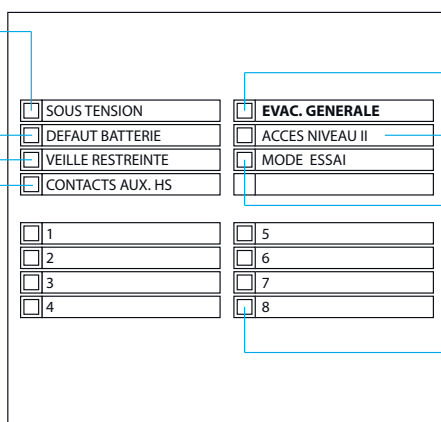 SOUS TENSION
DEFAUT BATTERIE
VEILLE RESTREINTE
CONTACTS AUX. HS
EVAC. GENERALE
ACCES NIVEAU II
MODE ESSAI
1
2
3
4
5
6
7
8